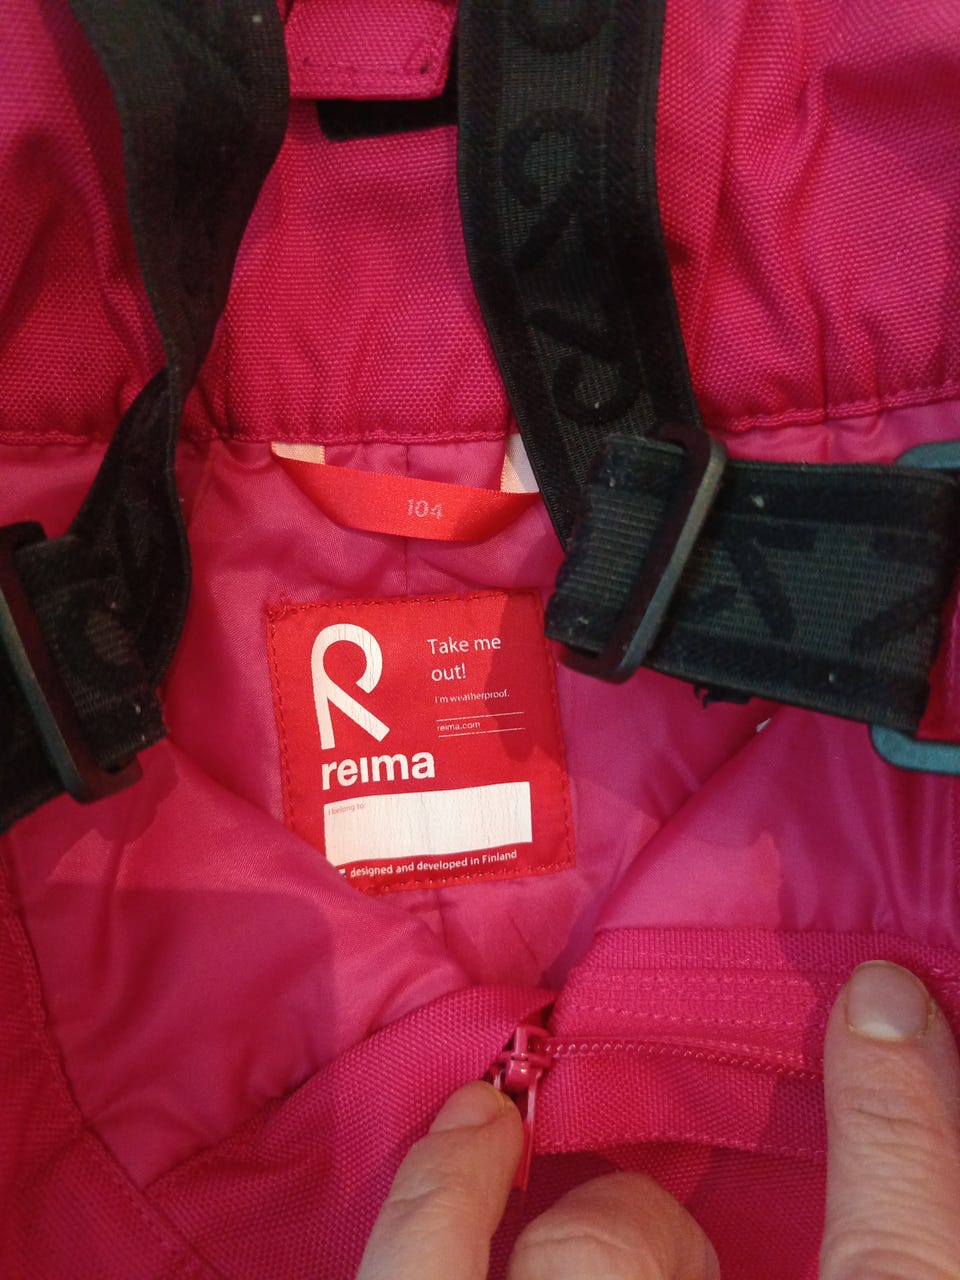 104
Take me
out!
I'm weatherproof.
reima.com
reima
I belong to:
designed and developed in Finland